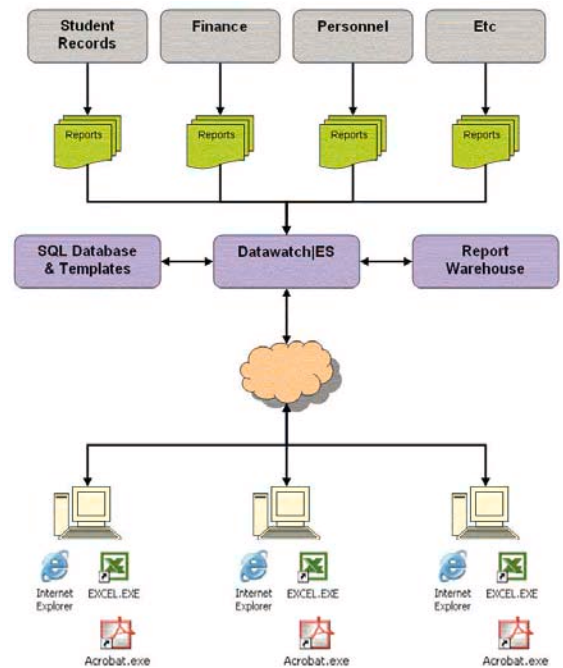 Student
Records
Finance
Personnel
Etc
Reports
Reports
Reports
Reports
SQL Database
& Templates
Datawatch|ES
Report
Warehouse
Internet
Explorer
EXCEL.EXE
Acrobat.exe
Internet
Explorer
EXCEL.EXE
Acrobat.exe
Internet
Explorer
EXCEL.EXE
Acrobat.exe